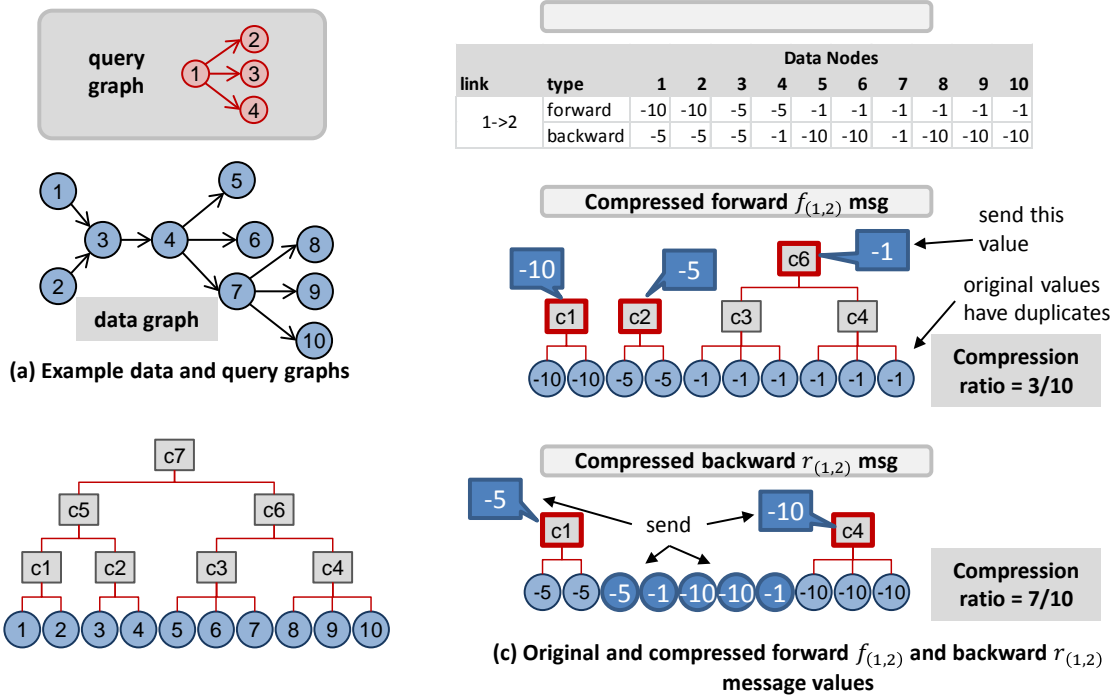 query
graph
1
2
3
4
1
2
3
4
5
6
7
8
9
10
data graph
(a) Example data and query graphs
c7
c5 c6
c1 c2 c3 c4
1 2 3 4 5 6 7 8 9 10
Data Nodes
link type 1 2 3 4 5 6 7 8 9 10
1->2
forward -10 -10 -5 -5 -1 -1 -1 -1 -1 -1
backward -5 -5 -5 -1 -10 -10 -1 -10 -10 -10
Compressed forward f(1,2) msg
send this
value
-10 -5 c6 -1
original values
have duplicates
c1 c2 c3 c4
-10 -10 -5 -5 -1 -1 -1 -1 -1 -1
Compression
ratio = 3/10
Compressed backward r(1,2) msg
-5 send -10
c1 c4
-5 -5 -5 -1 -10 -10 -1 -10 -10 -10
Compression
ratio = 7/10
(c) Original and compressed forward f(1,2) and backward r(1,2)
message values